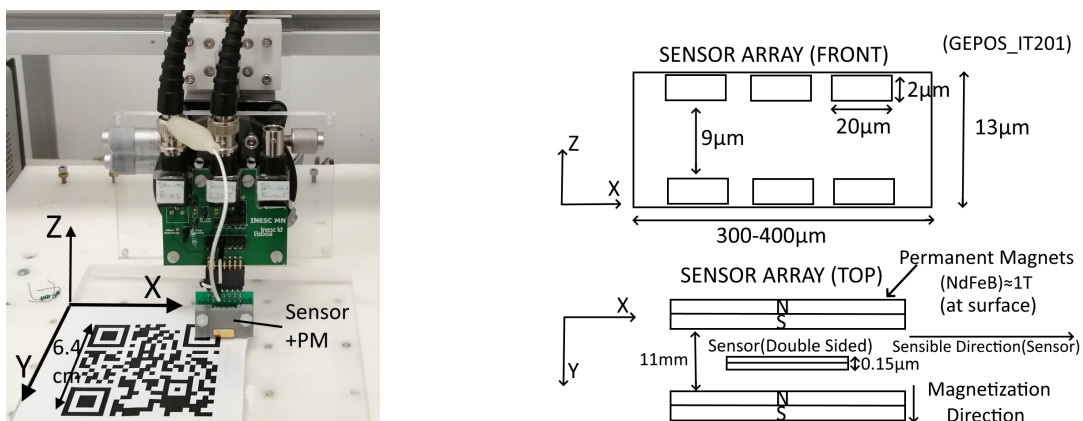 INESC MN
inesc id
lisboa
Z
X
Y
6.4
cm
Sensor
+PM
SENSOR ARRAY (FRONT)
(GEPOS_IT201)
2μm
20μm
9μm
13μm
Z
X
300-400μm
SENSOR ARRAY (TOP)
Permanent Magnets
(NdFeB)≈1T
(at surface)
X
Y
N
S
11mm
Sensor(Double Sided)
Sensible Direction(Sensor)
0.15μm
N
S
Magnetization
Direction